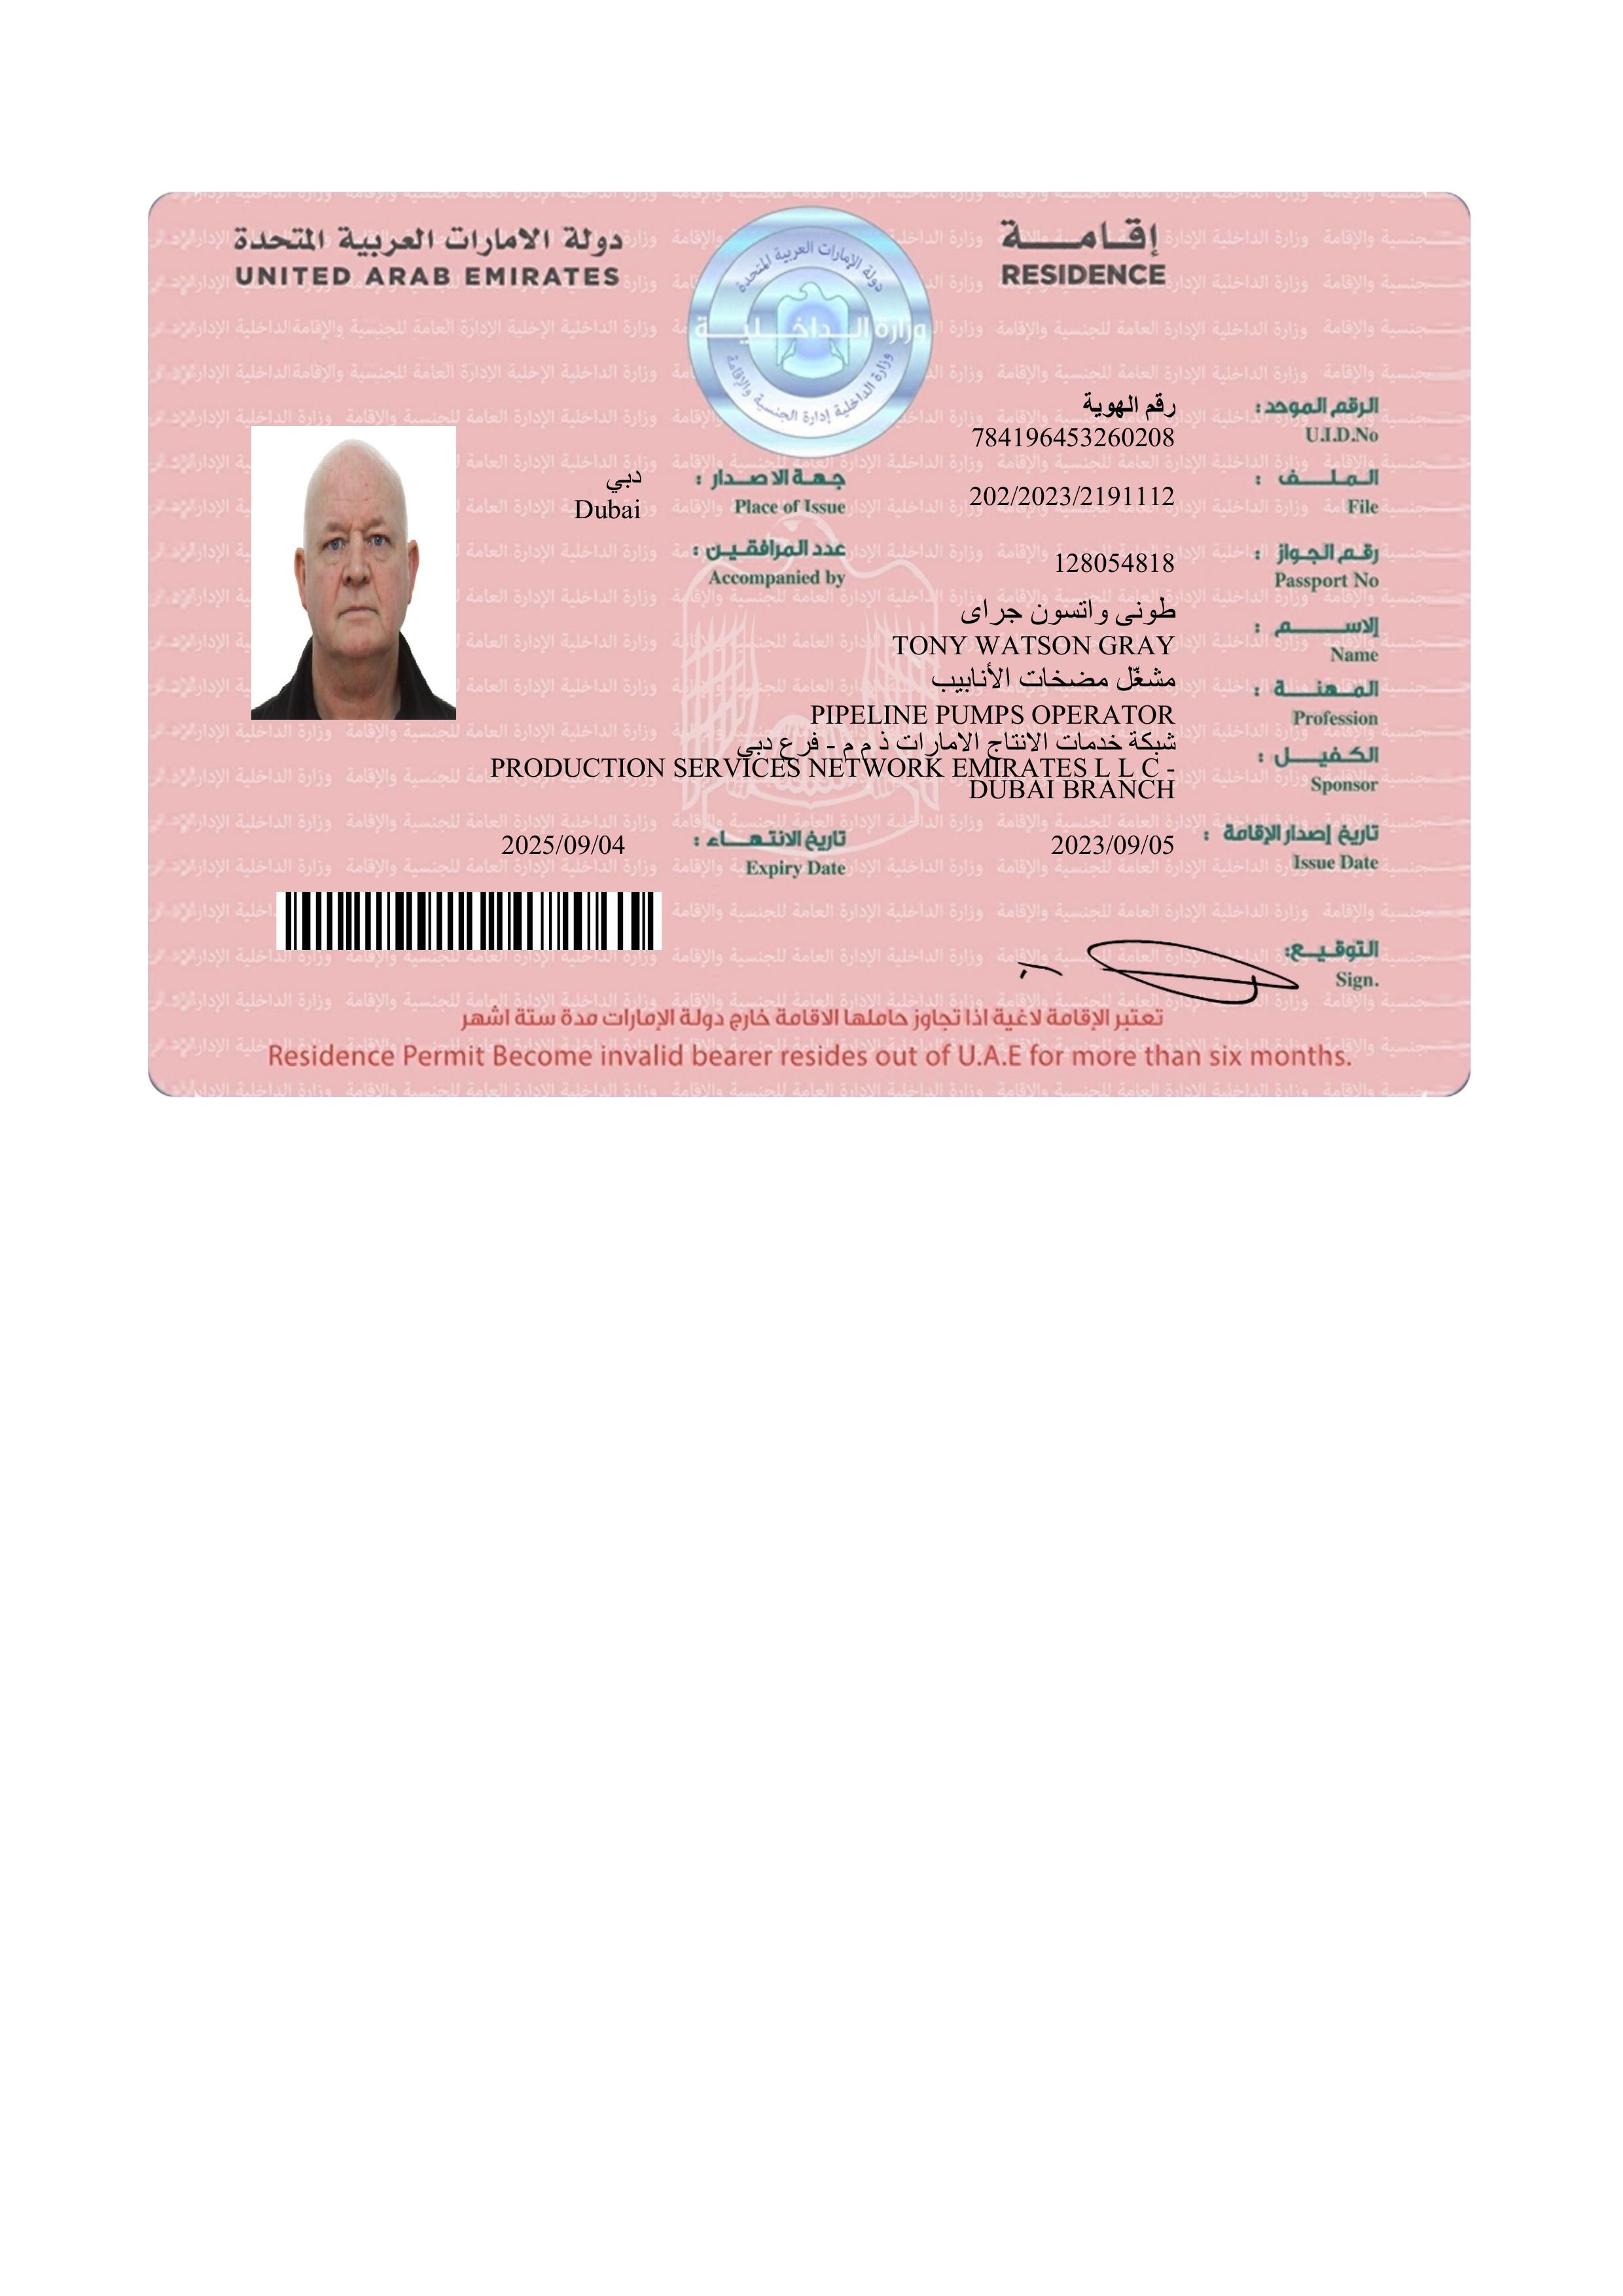 دولة الامارات العربية المتحدة
UNITED ARAB EMIRATES
إقامة
RESIDENCE
دولة الإمارات العربية المتحدة
وزارة الداخلية
وزارة الداخلية إدارة الجنسية والإقامة
الرقم الموحد: رقم الهوية
U.I.D.No 784196453260208
الملف :
File 202/2023/2191112
جهة الاصدار : دبي
Place of Issue Dubai
رقم الجواز :
Passport No 128054818
عدد المرافقين :
Accompanied by
الاسم : طونى واتسون جراى
Name TONY WATSON GRAY
المهنة : مشغّل مضخات الأنابيب
Profession PIPELINE PUMPS OPERATOR
الكفيل : شبكة خدمات الانتاج الامارات ذ م م - فرع دبي
Sponsor PRODUCTION SERVICES NETWORK EMIRATES L L C -
DUBAI BRANCH
تاريخ إصدار الإقامة :
Issue Date 2023/09/05
تاريخ الانتهاء :
Expiry Date 2025/09/04
التوقيع:
Sign.
تعتبر الإقامة لاغية اذا تجاوز حاملها الاقامة خارج دولة الإمارات مدة ستة اشهر
Residence Permit Become invalid bearer resides out of U.A.E for more than six months.